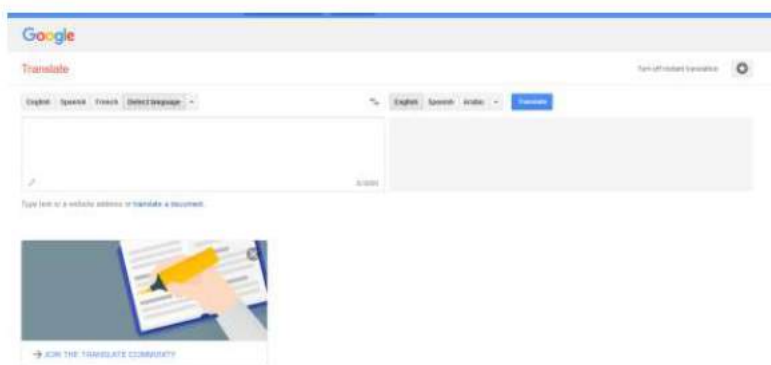 Google
Translate
Turn off instant translation
English Spanish French Detect language
English Spanish Arabic Translate
0/5000
Type text or a website address or translate a document.
JOIN THE TRANSLATE COMMUNITY